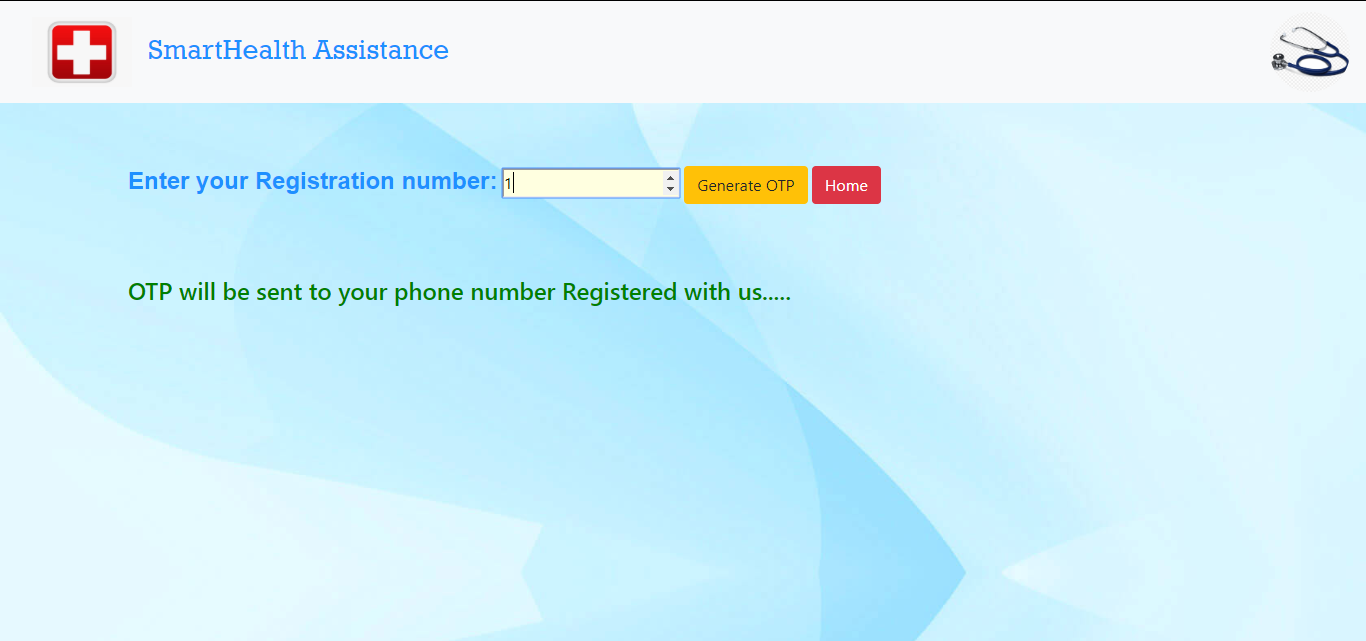 SmartHealth Assistance
Enter your Registration number: 1 Generate OTP Home
OTP will be sent to your phone number Registered with us.....